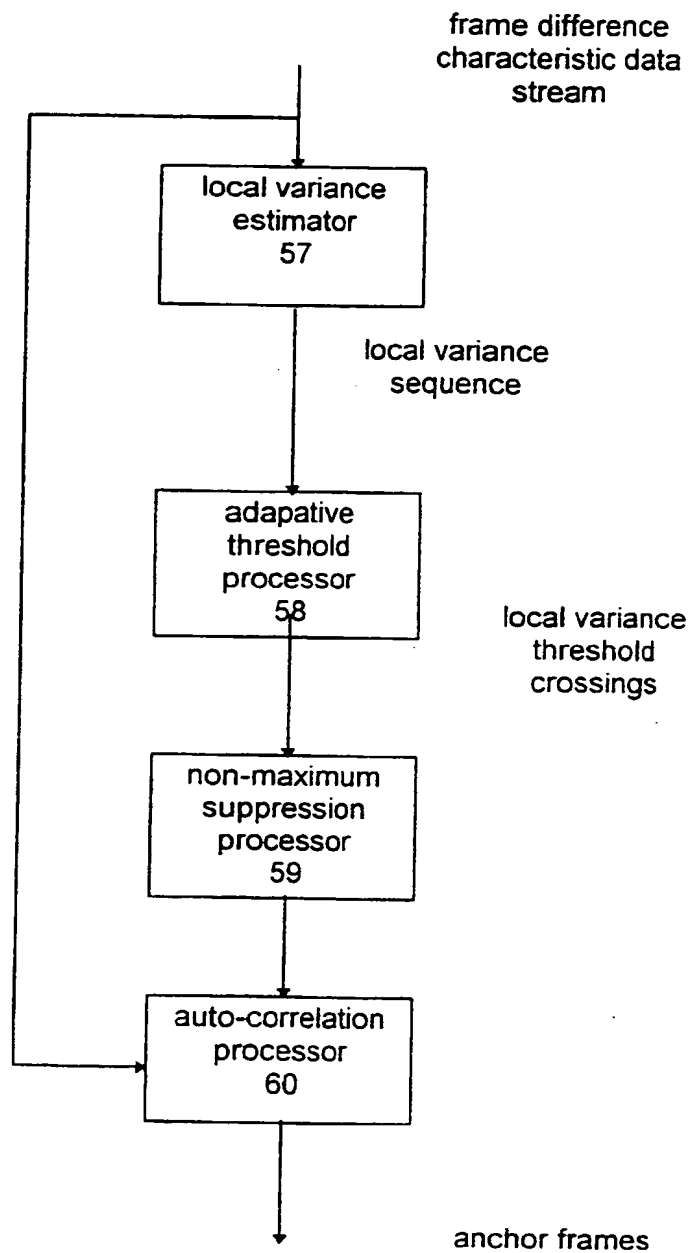 frame difference
characteristic data
stream
local variance
estimator
57
local variance
sequence
adapative
threshold
processor
58
local variance
threshold
crossings
non-maximum
suppression
processor
59
auto-correlation
processor
60
anchor frames